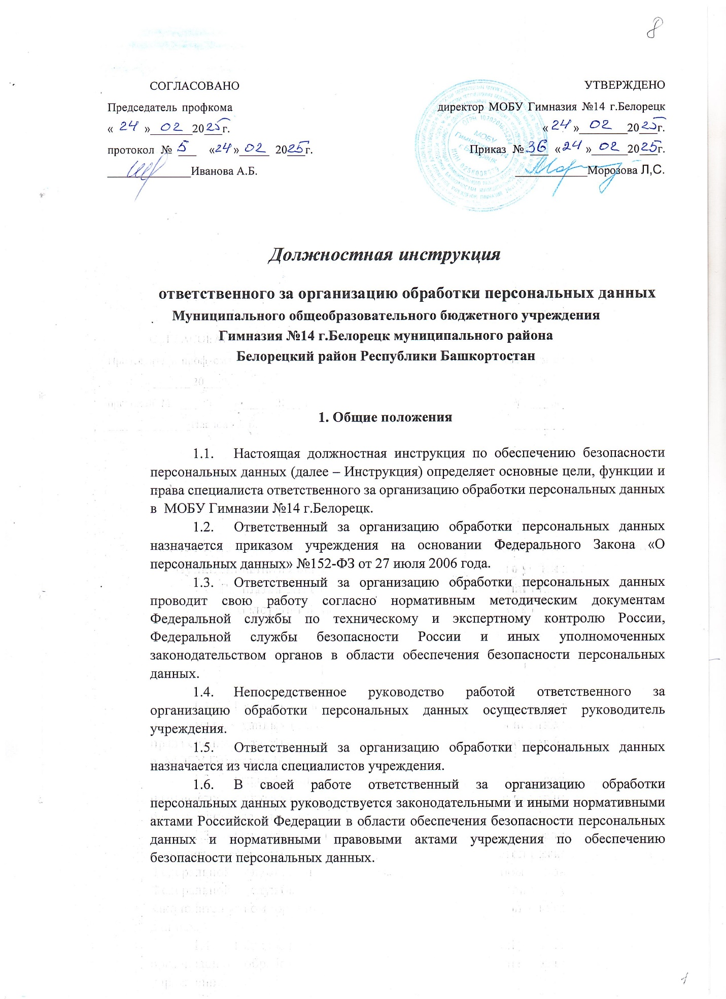 8
СОГЛАСОВАНО
УТВЕРЖДЕНО
Председатель профкома
директор МОБУ Гимназия №14 г.Белорецк
« 24 » 02 2025г.
« 24 » 02 2025г.
протокол № 5 «24» 02 2025г.
Приказ № 36 «24» 02 2025г.
Иванова А.Б.
Морозова Л,С.
МОБУ
Гимназия №14
г.Белорецк
Должностная инструкция
ответственного за организацию обработки персональных данных
Муниципального общеобразовательного бюджетного учреждения
Гимназия №14 г.Белорецк муниципального района
Белорецкий район Республики Башкортостан
1. Общие положения
1.1. Настоящая должностная инструкция по обеспечению безопасности
персональных данных (далее – Инструкция) определяет основные цели, функции и
права специалиста ответственного за организацию обработки персональных данных
в МОБУ Гимназии №14 г.Белорецк.
1.2. Ответственный за организацию обработки персональных данных
назначается приказом учреждения на основании Федерального Закона «О
персональных данных» №152-ФЗ от 27 июля 2006 года.
1.3. Ответственный за организацию обработки персональных данных
проводит свою работу согласно нормативным методическим документам
Федеральной службы по техническому и экспертному контролю России,
Федеральной службы безопасности России и иных уполномоченных
законодательством органов в области обеспечения безопасности персональных
данных.
1.4. Непосредственное руководство работой ответственного за
организацию обработки персональных данных осуществляет руководитель
учреждения.
1.5. Ответственный за организацию обработки персональных данных
назначается из числа специалистов учреждения.
1.6. В своей работе ответственный за организацию обработки
персональных данных руководствуется законодательными и иными нормативными
актами Российской Федерации в области обеспечения безопасности персональных
данных и нормативными правовыми актами учреждения по обеспечению
безопасности персональных данных.
1